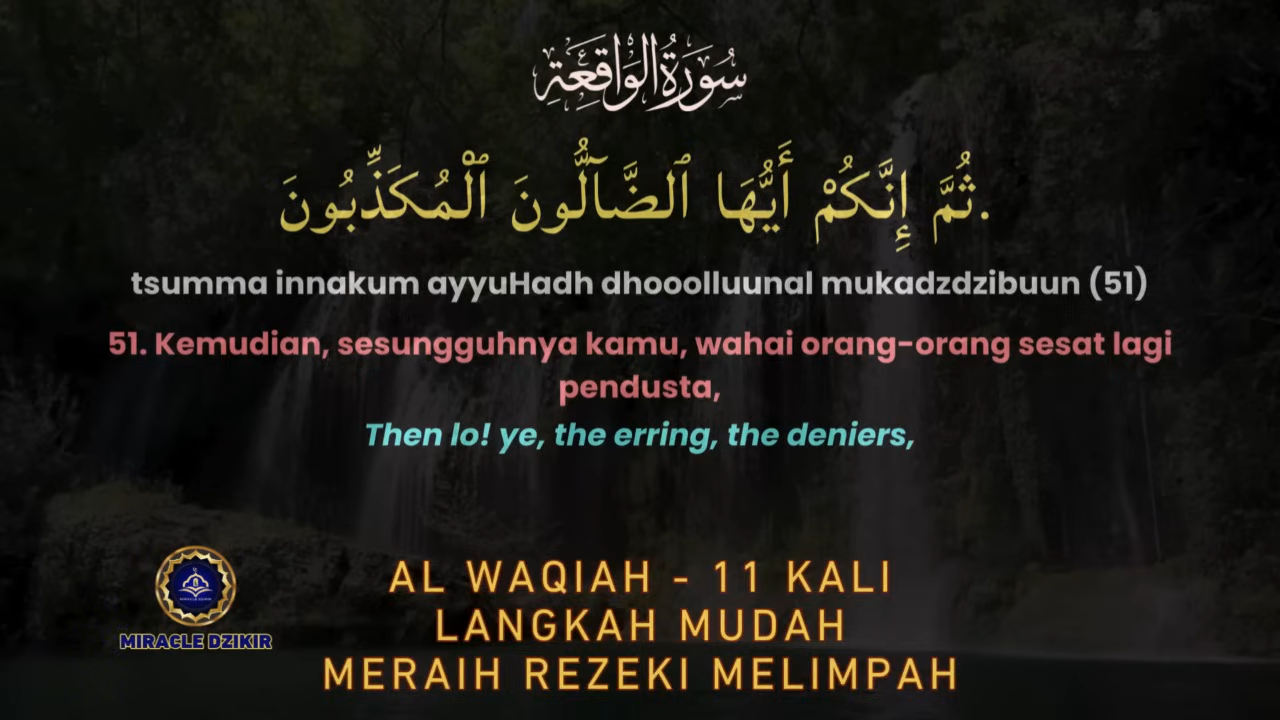 سُورَةُ الْوَاقِعَةِ
ثُمَّ إِنَّكُمْ أَيُّهَا ٱلضَّآلُّونَ ٱلْمُكَذِّبُونَ.
tsumma innakum ayyuHadh dhooolluunal mukadzdzibuun (51)
51. Kemudian, sesungguhnya kamu, wahai orang-orang sesat lagi
pendusta,
Then lo! ye, the erring, the deniers,
AL WAQIAH - 11 KALI
LANGKAH MUDAH
MERAIH REZEKI MELIMPAH
MIRACLE DZIKIR